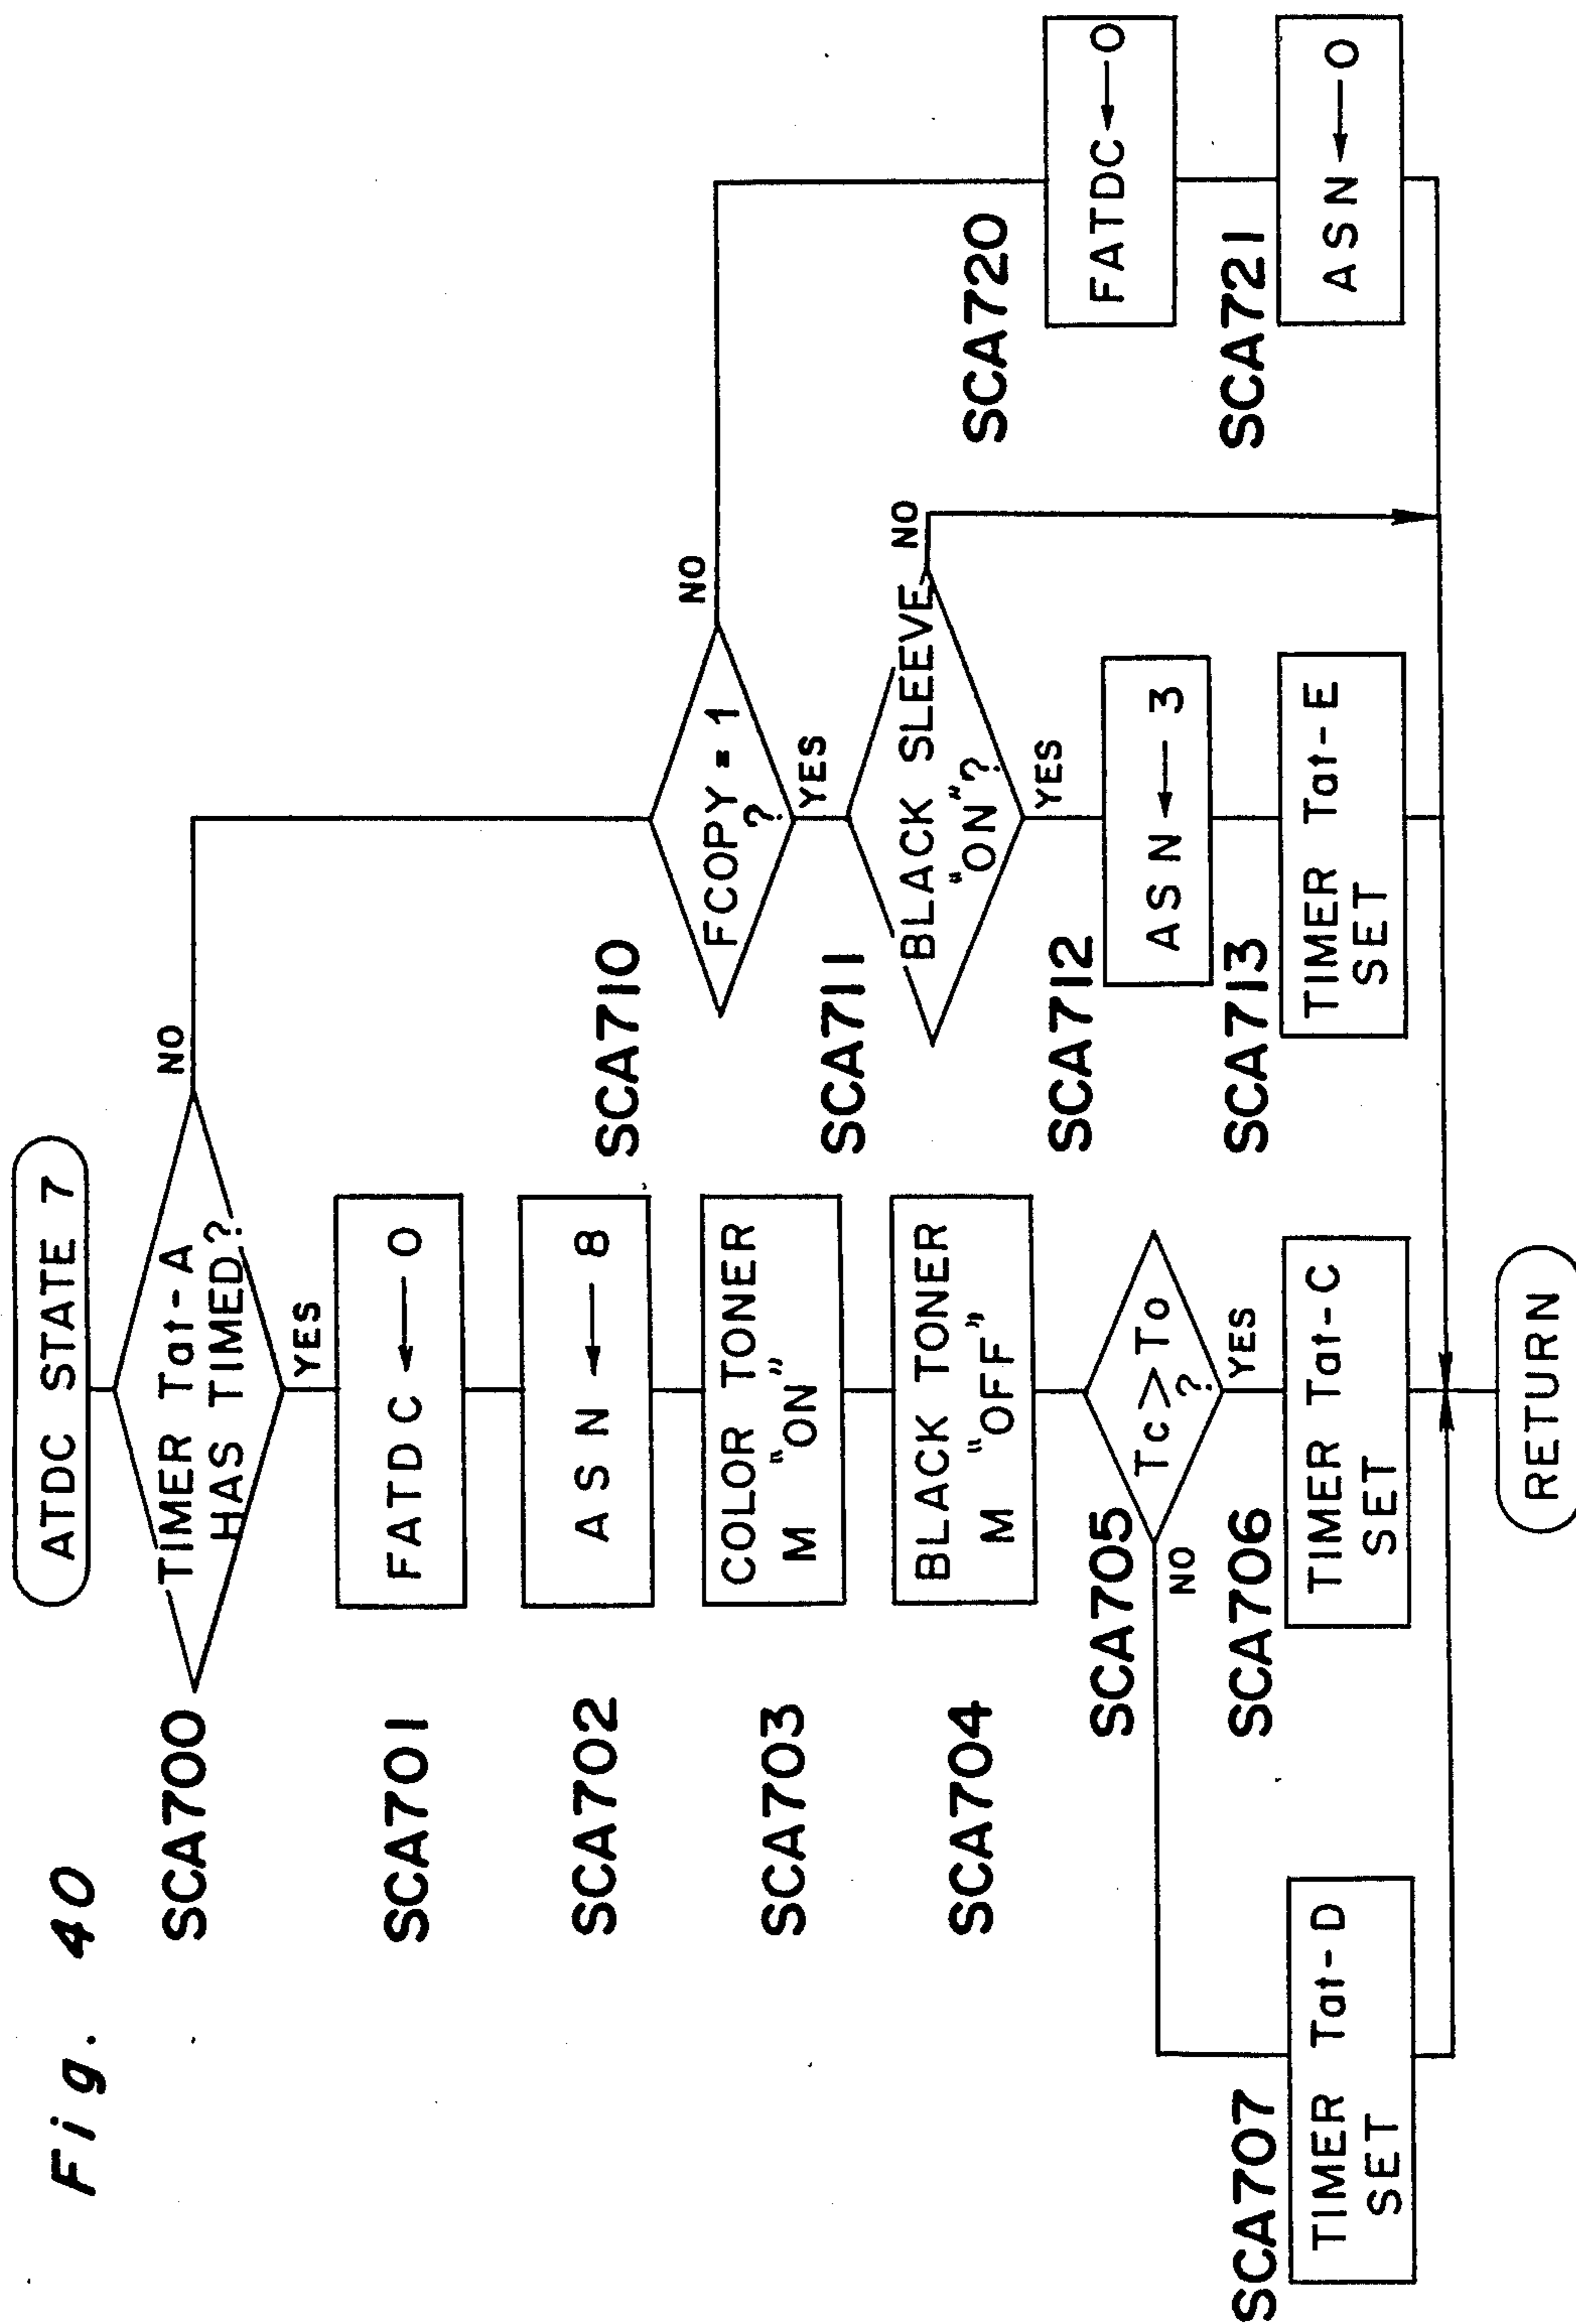 Fig. 40
ATDC STATE 7
SCA700
TIMER Tat-A
HAS TIMED?
NO
YES
SCA701
FATDC ← 0
SCA702
ASN ← 8
SCA703
COLOR TONER
M "ON"
SCA704
BLACK TONER
M "OFF"
SCA705
Tc > To
?
NO
YES
SCA706
TIMER Tat-C
SET
SCA707
TIMER Tat-D
SET
SCA710
FCOPY = 1
?
NO
YES
SCA711
BLACK SLEEVE
"ON"?
NO
YES
SCA712
ASN ← 3
SCA713
TIMER Tat-E
SET
SCA720
FATDC ← 0
SCA721
ASN ← 0
RETURN